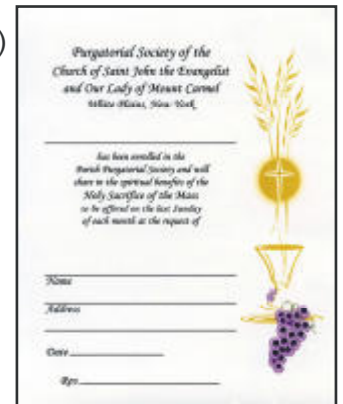 )
Purgatorial Society of the
Church of Saint John the Evangelist
and Our Lady of Mount Carmel
White Plains, New York
has been enrolled in the
Parish Purgatorial Society and will
share in the spiritual benefits of the
Holy Sacrifice of the Mass
to be offered on the last Sunday
of each month at the request of
Name
Address
Date
Rev.